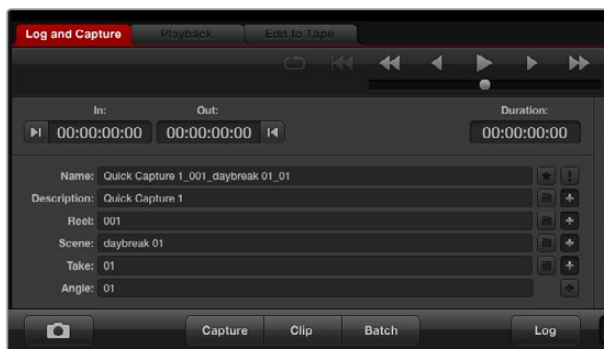 Log and Capture Playback Edit to Tape
In: Out: Duration:
00:00:00:00 00:00:00:00 00:00:00:00
Name: Quick Capture 1_001_daybreak 01_01
Description: Quick Capture 1
Reel: 001
Scene: daybreak 01
Take: 01
Angle: 01
Capture Clip Batch Log